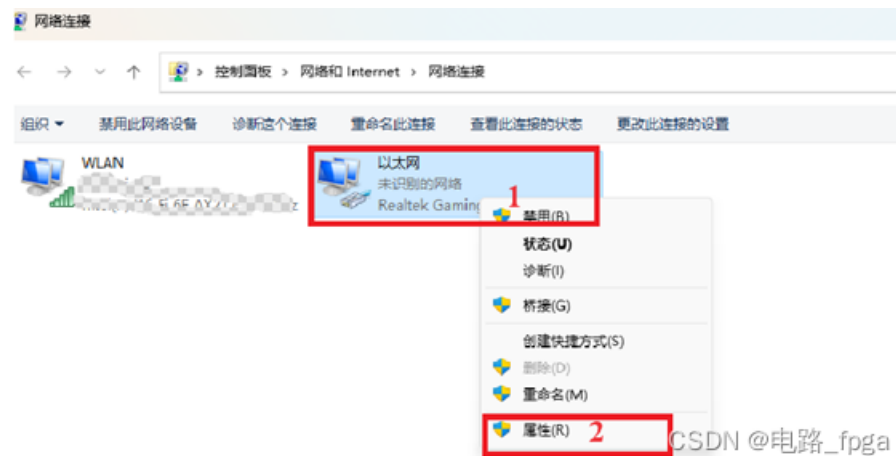 网络连接
控制面板 > 网络和 Internet > 网络连接
组织 禁用此网络设备 诊断这个连接 重命名此连接 查看此连接的状态 更改此连接的设置
WLAN
以太网
未识别的网络
Realtek Gaming
1
禁用(B)
状态(U)
诊断(I)
桥接(G)
创建快捷方式(S)
删除(D)
重命名(M)
属性(R) 2
CSDN @电路_fpga